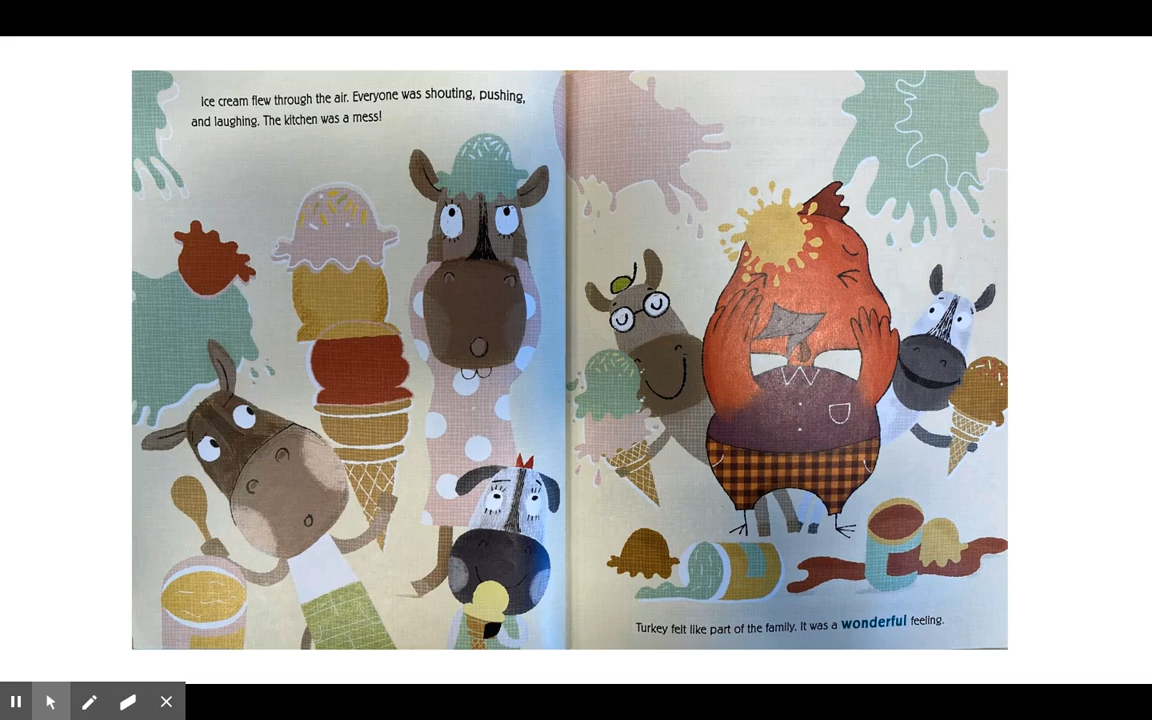 Ice cream flew through the air. Everyone was shouting, pushing,
and laughing. The kitchen was a mess!
Turkey felt like part of the family. It was a wonderful feeling.